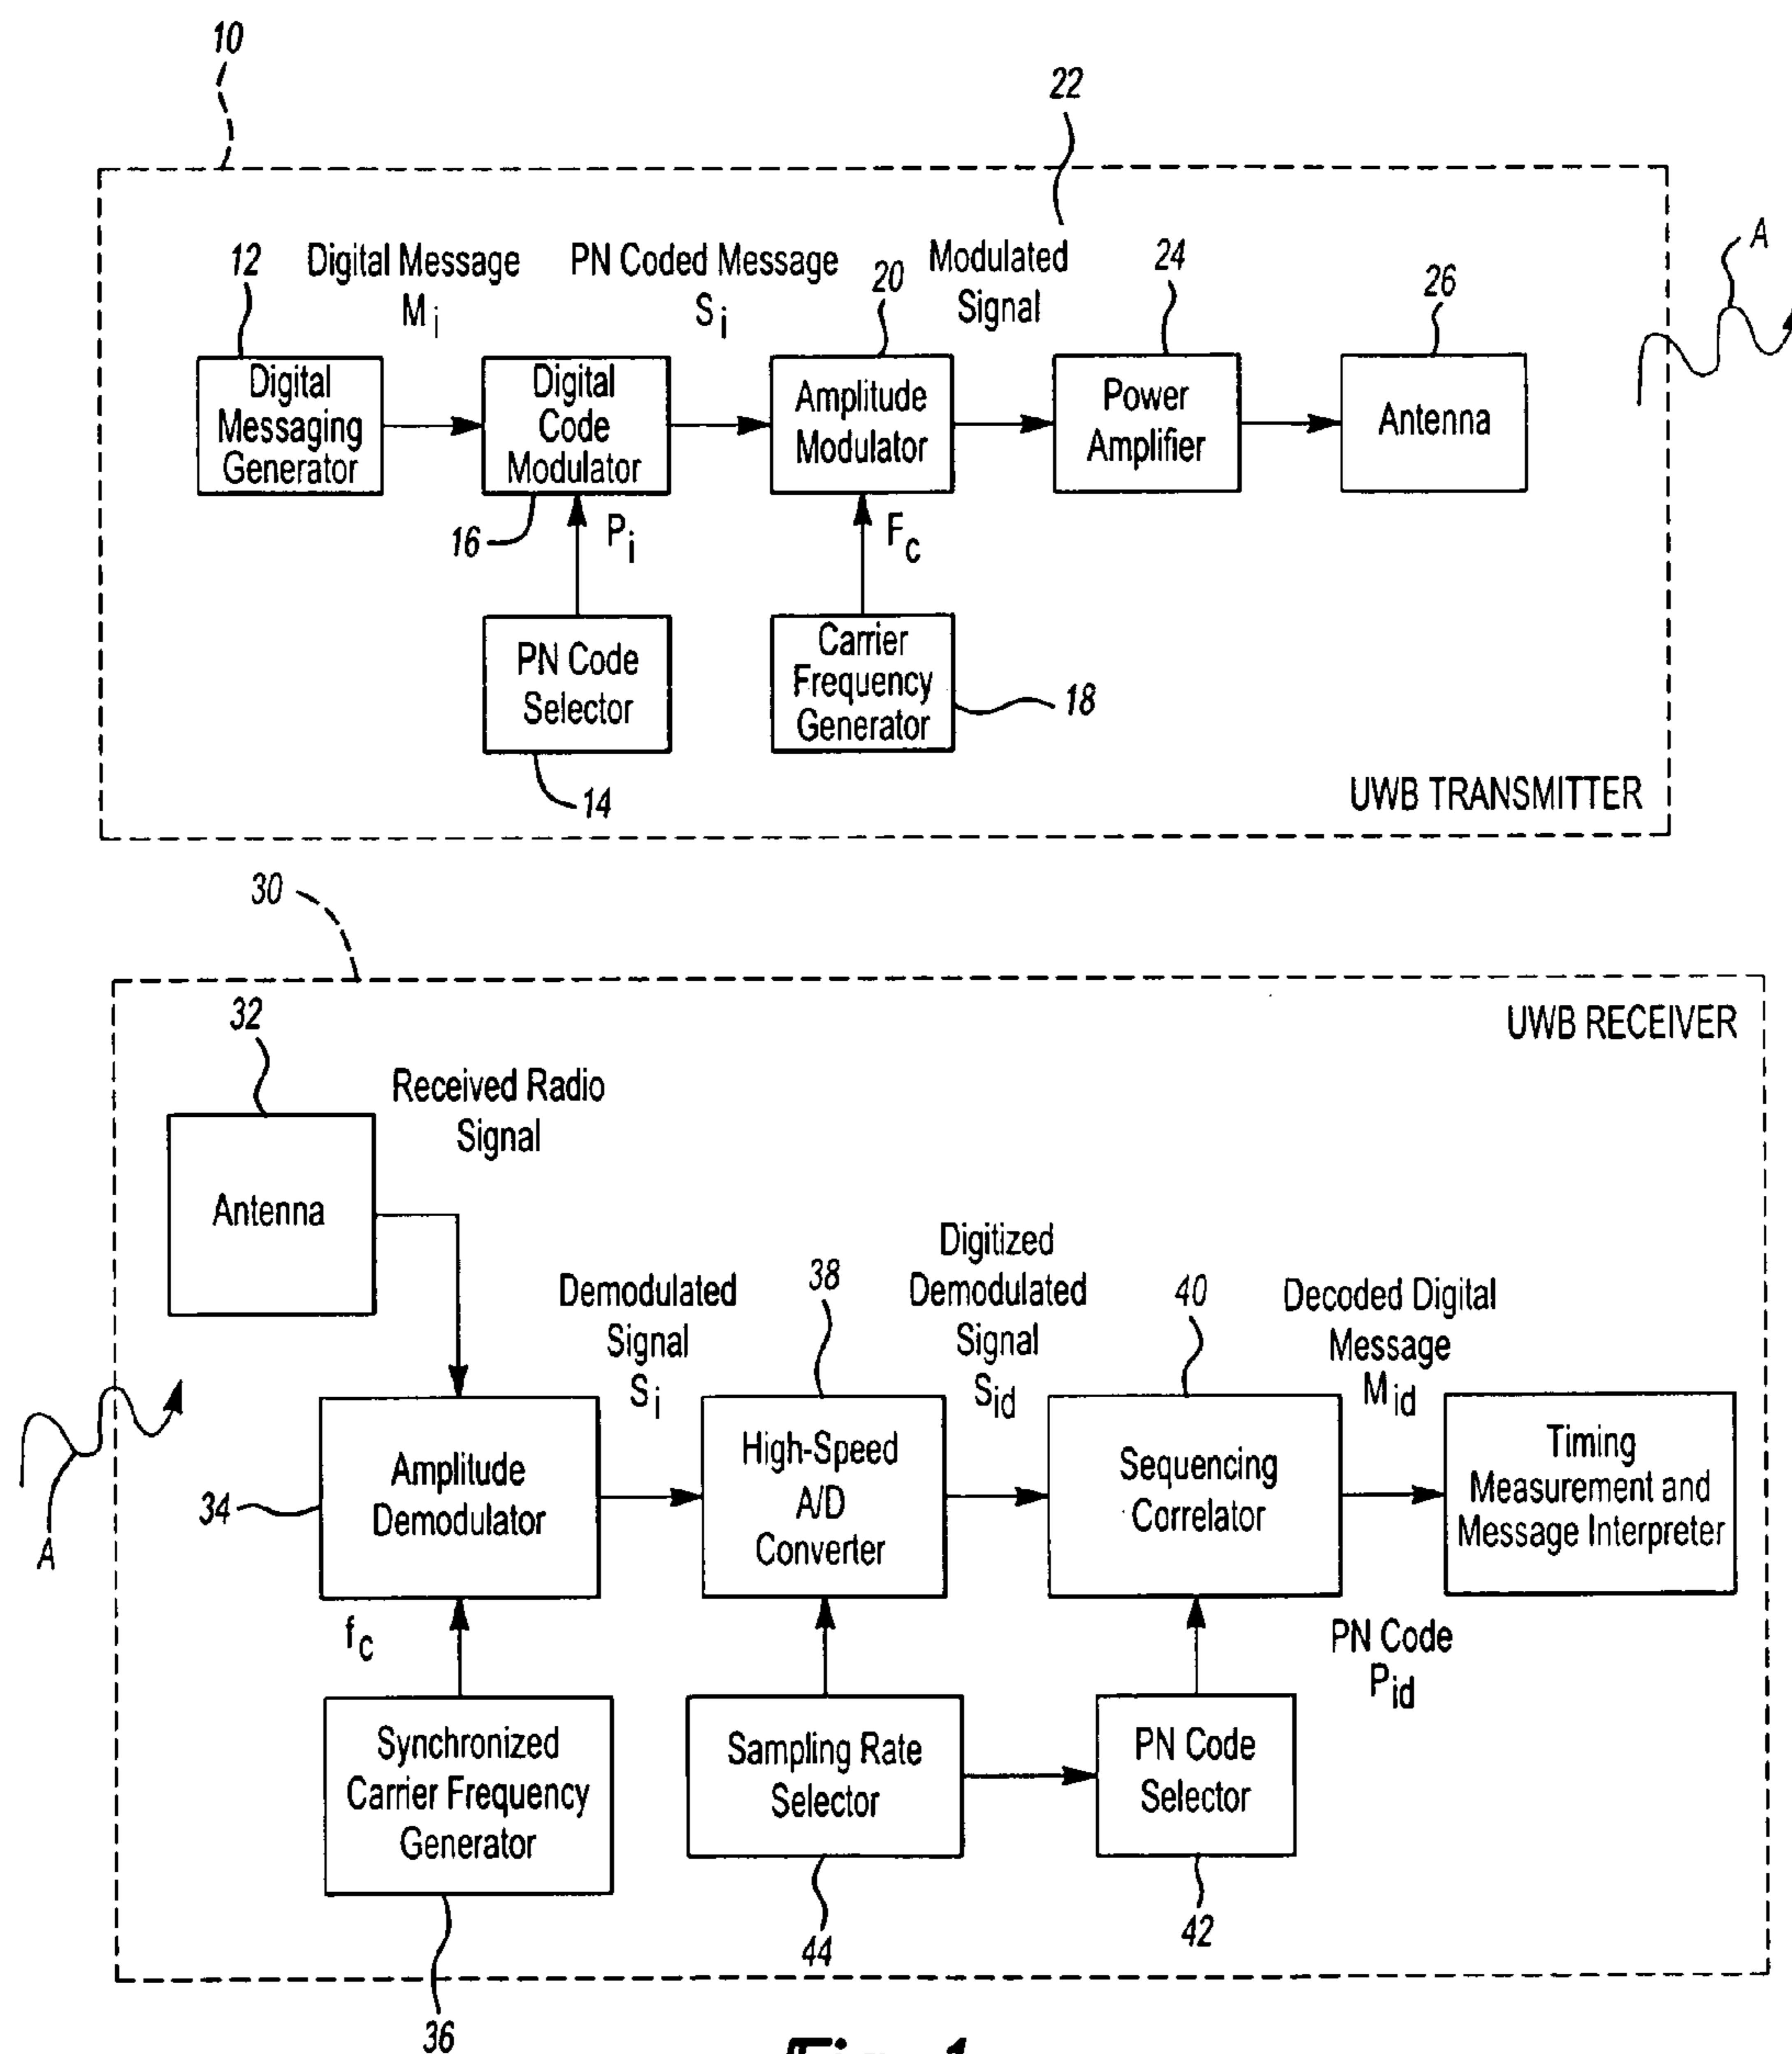 10
22
12
Digital Message
M i
PN Coded Message
S i
20
Modulated
Signal
24
26
A
Digital
Messaging
Generator
Digital
Code
Modulator
Amplitude
Modulator
Power
Amplifier
Antenna
16
P i
F c
PN Code
Selector
Carrier
Frequency
Generator
18
14
UWB TRANSMITTER
30
32
UWB RECEIVER
Received Radio
Signal
Antenna
Demodulated
Signal
S i
38
Digitized
Demodulated
Signal
S id
40
Decoded Digital
Message
M id
A
34
Amplitude
Demodulator
High-Speed
A/D
Converter
Sequencing
Correlator
Timing
Measurement and
Message Interpreter
f c
PN Code
P id
Synchronized
Carrier Frequency
Generator
Sampling Rate
Selector
PN Code
Selector
44
42
36